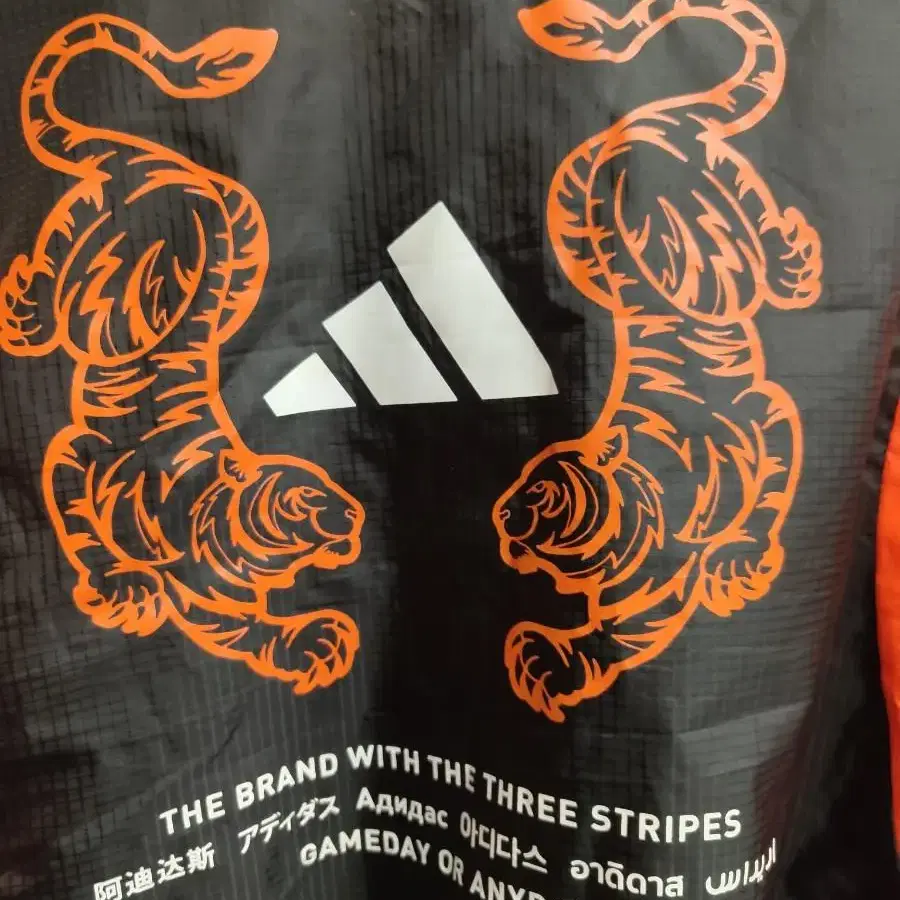 THE BRAND WITH THE THREE STRIPES
阿迪达斯 アディダス Адидас 아디다스 อาดิดาส اديداس
GAMEDAY OR